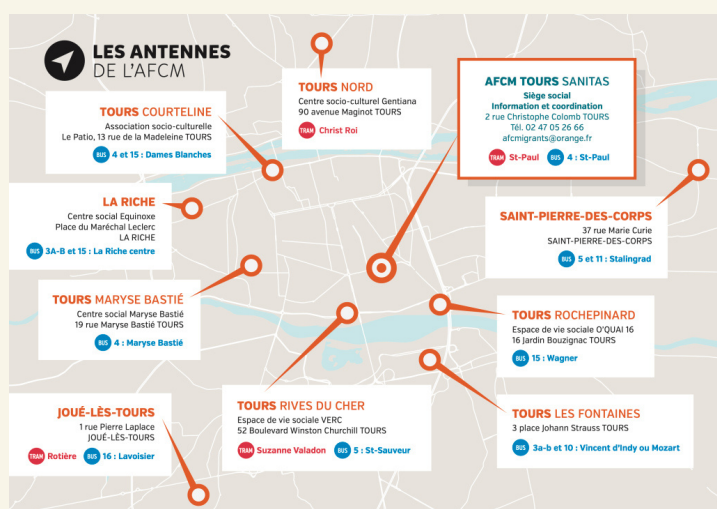 LES ANTENNES
DE L'AFCM
TOURS NORD
Centre socio-culturel Gentiana
90 avenue Maginot TOURS
TRAM Christ Roi
AFCM TOURS SANITAS
Siège social
Information et coordination
2 rue Christophe Colomb TOURS
Tél. 02 47 05 26 66
afcmigrants@orange.fr
TRAM St-Paul BUS 4 : St-Paul
TOURS COURTELINE
Association socio-culturelle
Le Patio, 13 rue de la Madeleine TOURS
BUS 4 et 15 : Dames Blanches
LA RICHE
Centre social Equinoxe
Place du Maréchal Leclerc
LA RICHE
BUS 3A-B et 15 : La Riche centre
SAINT-PIERRE-DES-CORPS
37 rue Marie Curie
SAINT-PIERRE-DES-CORPS
BUS 5 et 11 : Stalingrad
TOURS MARYSE BASTIÉ
Centre social Maryse Bastié
19 rue Maryse Bastié TOURS
BUS 4 : Maryse Bastié
TOURS ROCHEPINARD
Espace de vie sociale O'QUAI 16
16 Jardin Bouzignac TOURS
BUS 15 : Wagner
JOUÉ-LÈS-TOURS
1 rue Pierre Laplace
JOUÉ-LÈS-TOURS
TRAM Rotière BUS 16 : Lavoisier
TOURS RIVES DU CHER
Espace de vie sociale VERC
52 Boulevard Winston Churchill TOURS
TRAM Suzanne Valadon BUS 5 : St-Sauveur
TOURS LES FONTAINES
3 place Johann Strauss TOURS
BUS 3a-b et 10 : Vincent d'Indy ou Mozart